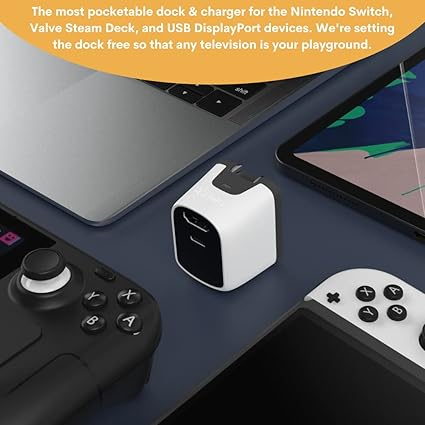 The most pocketable dock & charger for the Nintendo Switch,
Valve Steam Deck, and USB DisplayPort devices. We're setting
the dock free so that any television is your playground.
shift
X
Y
A
B
X
Y
A
B